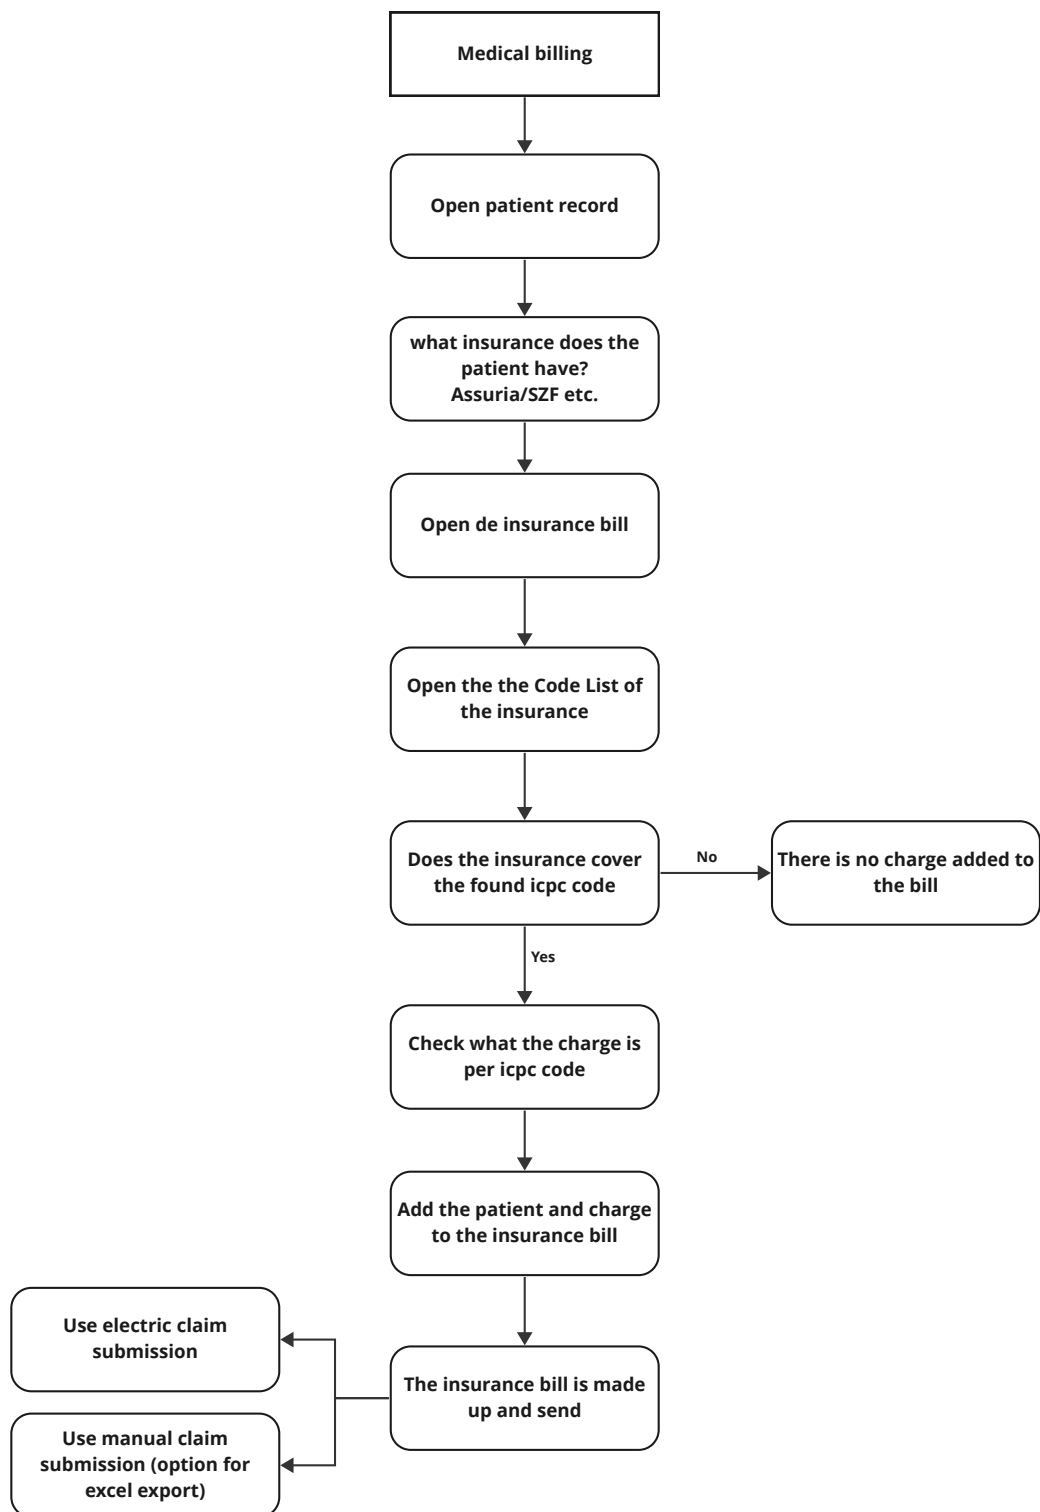 Medical billing
Open patient record
what insurance does the
patient have?
Assuria/SZF etc.
Open de insurance bill
Open the the Code List of
the insurance
Does the insurance cover
the found icpc code
No
There is no charge added to
the bill
Yes
Check what the charge is
per icpc code
Add the patient and charge
to the insurance bill
Use electric claim
submission
The insurance bill is made
up and send
Use manual claim
submission (option for
excel export)